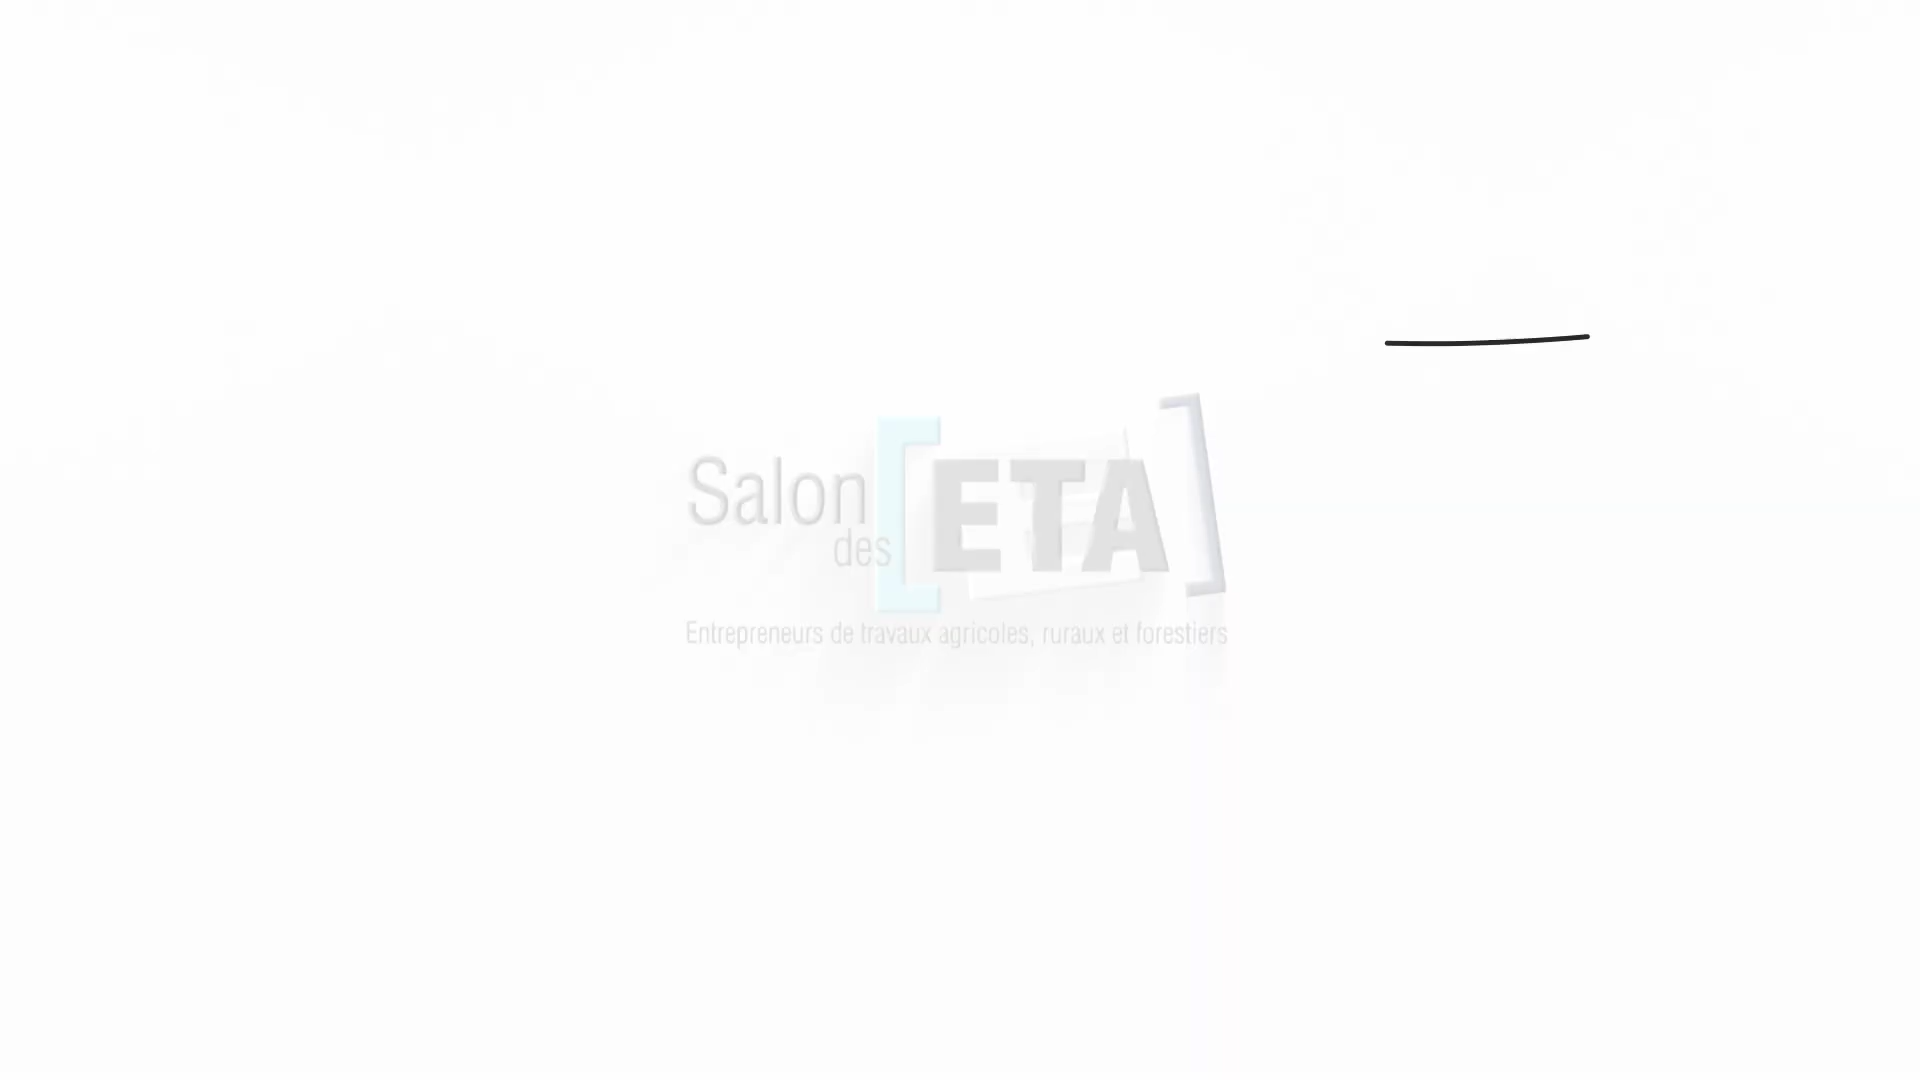 Salon
des
[ETA]
Entrepreneurs de travaux agricoles, ruraux et forestiers